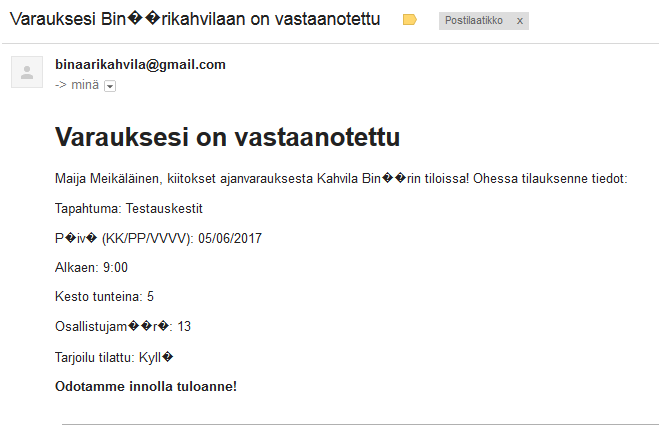 Varauksesi Bin��rikahvilaan on vastaanotettu
Postilaatikko x
binaarikahvila@gmail.com
-> minä
Varauksesi on vastaanotettu
Maija Meikäläinen, kiitokset ajanvarauksesta Kahvila Bin��rin tiloissa! Ohessa tilauksenne tiedot:
Tapahtuma: Testauskestit
P�iv� (KK/PP/VVVV): 05/06/2017
Alkaen: 9:00
Kesto tunteina: 5
Osallistujam��r�: 13
Tarjoilu tilattu: Kyll�
Odotamme innolla tuloanne!